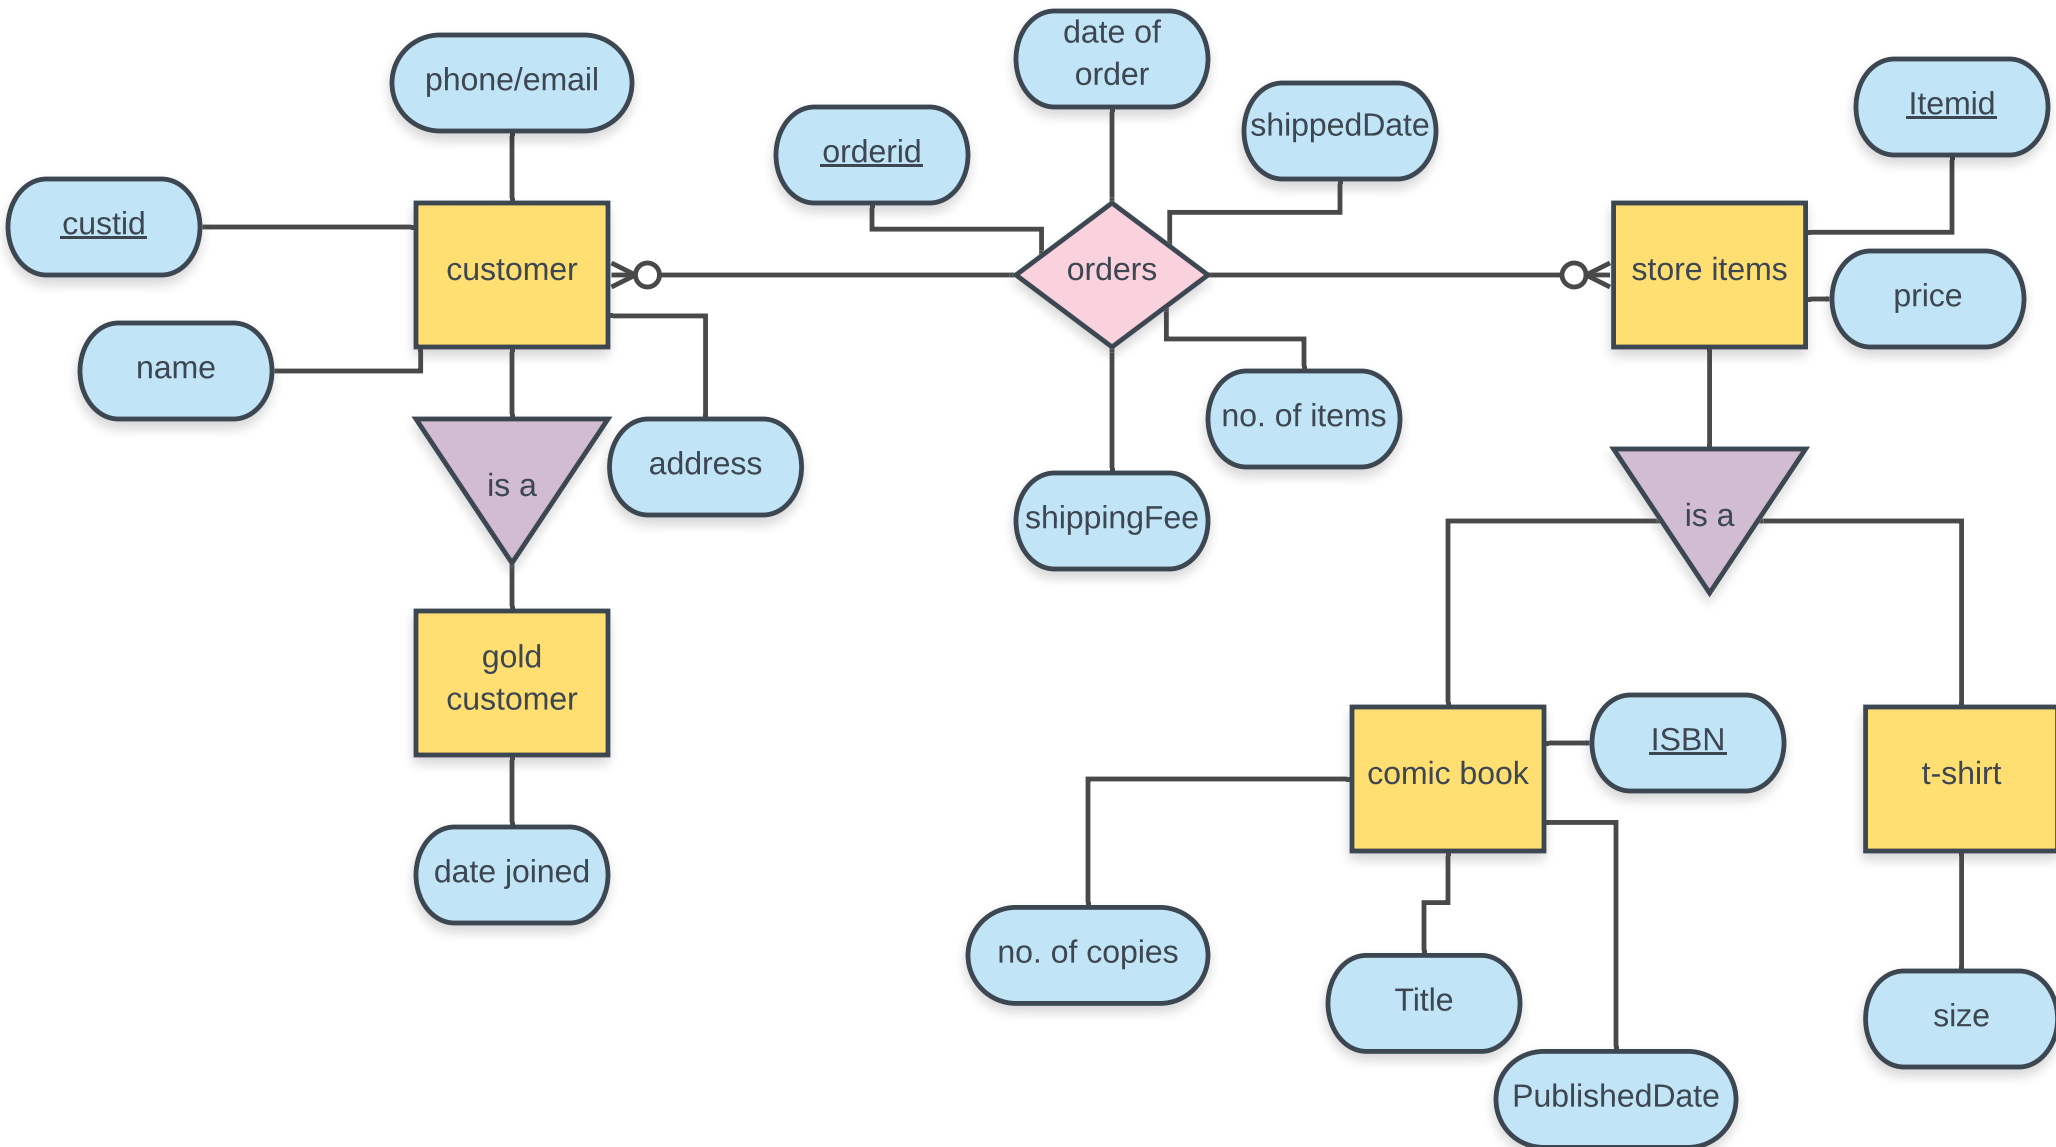 date of
order
phone/email
shippedDate
Itemid
orderid
custid
customer
orders
store items
price
name
no. of items
address
is a
shippingFee
is a
gold
customer
ISBN
comic book
t-shirt
date joined
no. of copies
Title
size
PublishedDate